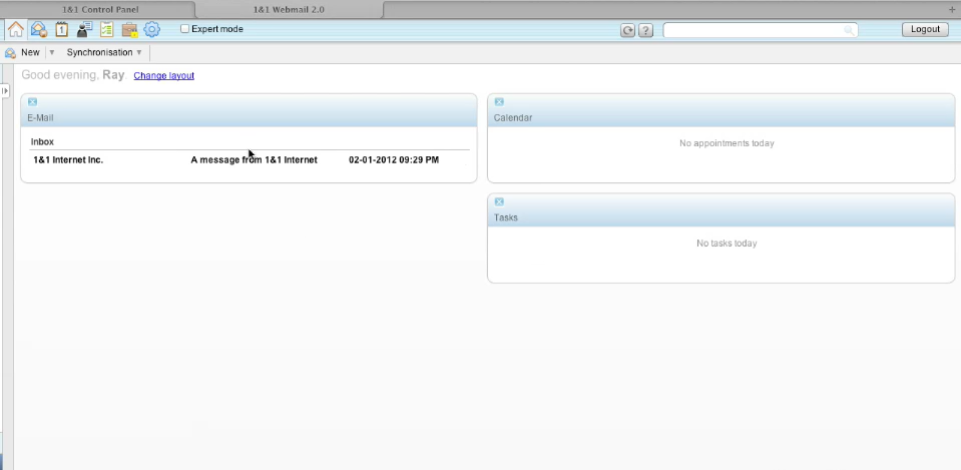 1&1 Control Panel
1&1 Webmail 2.0
1
Expert mode
?
Logout
New
Synchronisation
Good evening, Ray Change layout
E-Mail
Inbox
1&1 Internet Inc. A message from 1&1 Internet 02-01-2012 09:29 PM
Calendar
No appointments today
Tasks
No tasks today